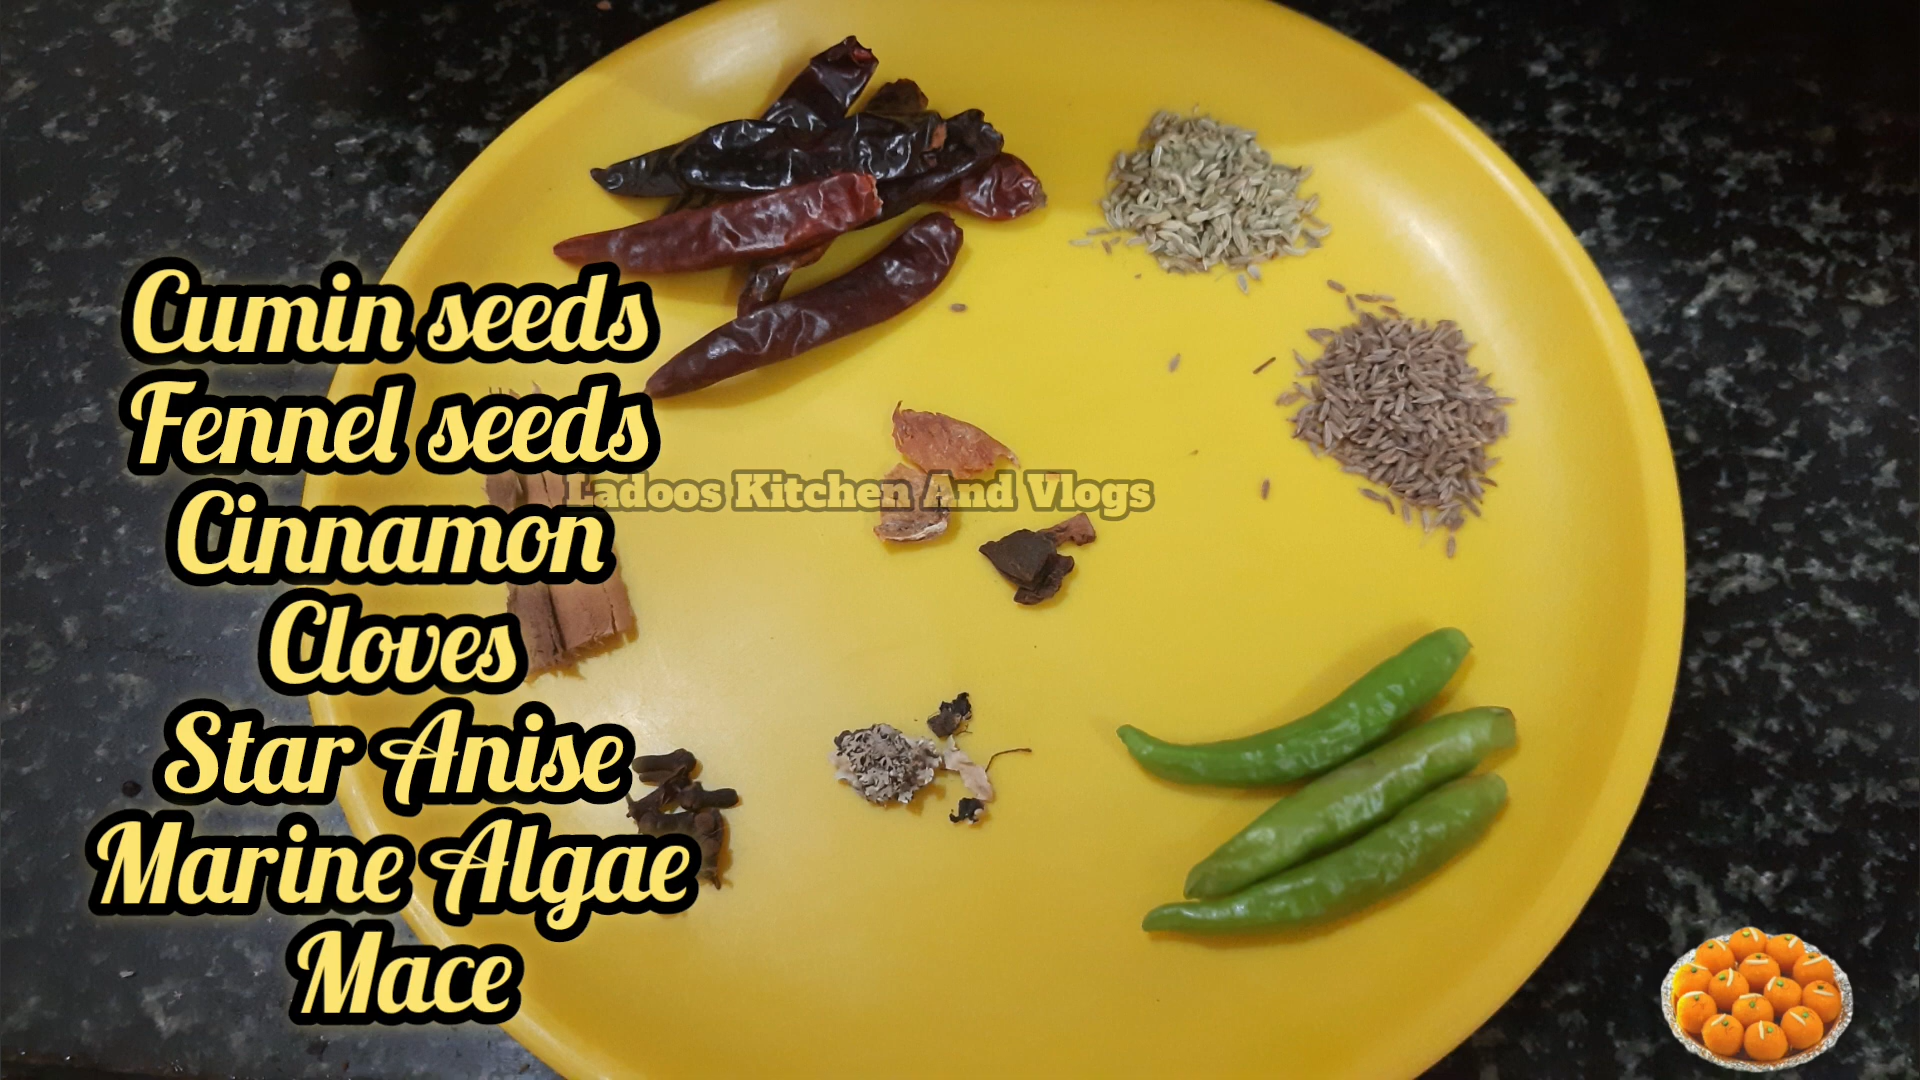 Cumin seeds
Fennel seeds
Cinnamon
Cloves
Star Anise
Marine Algae
Mace
Ladoos Kitchen And Vlogs